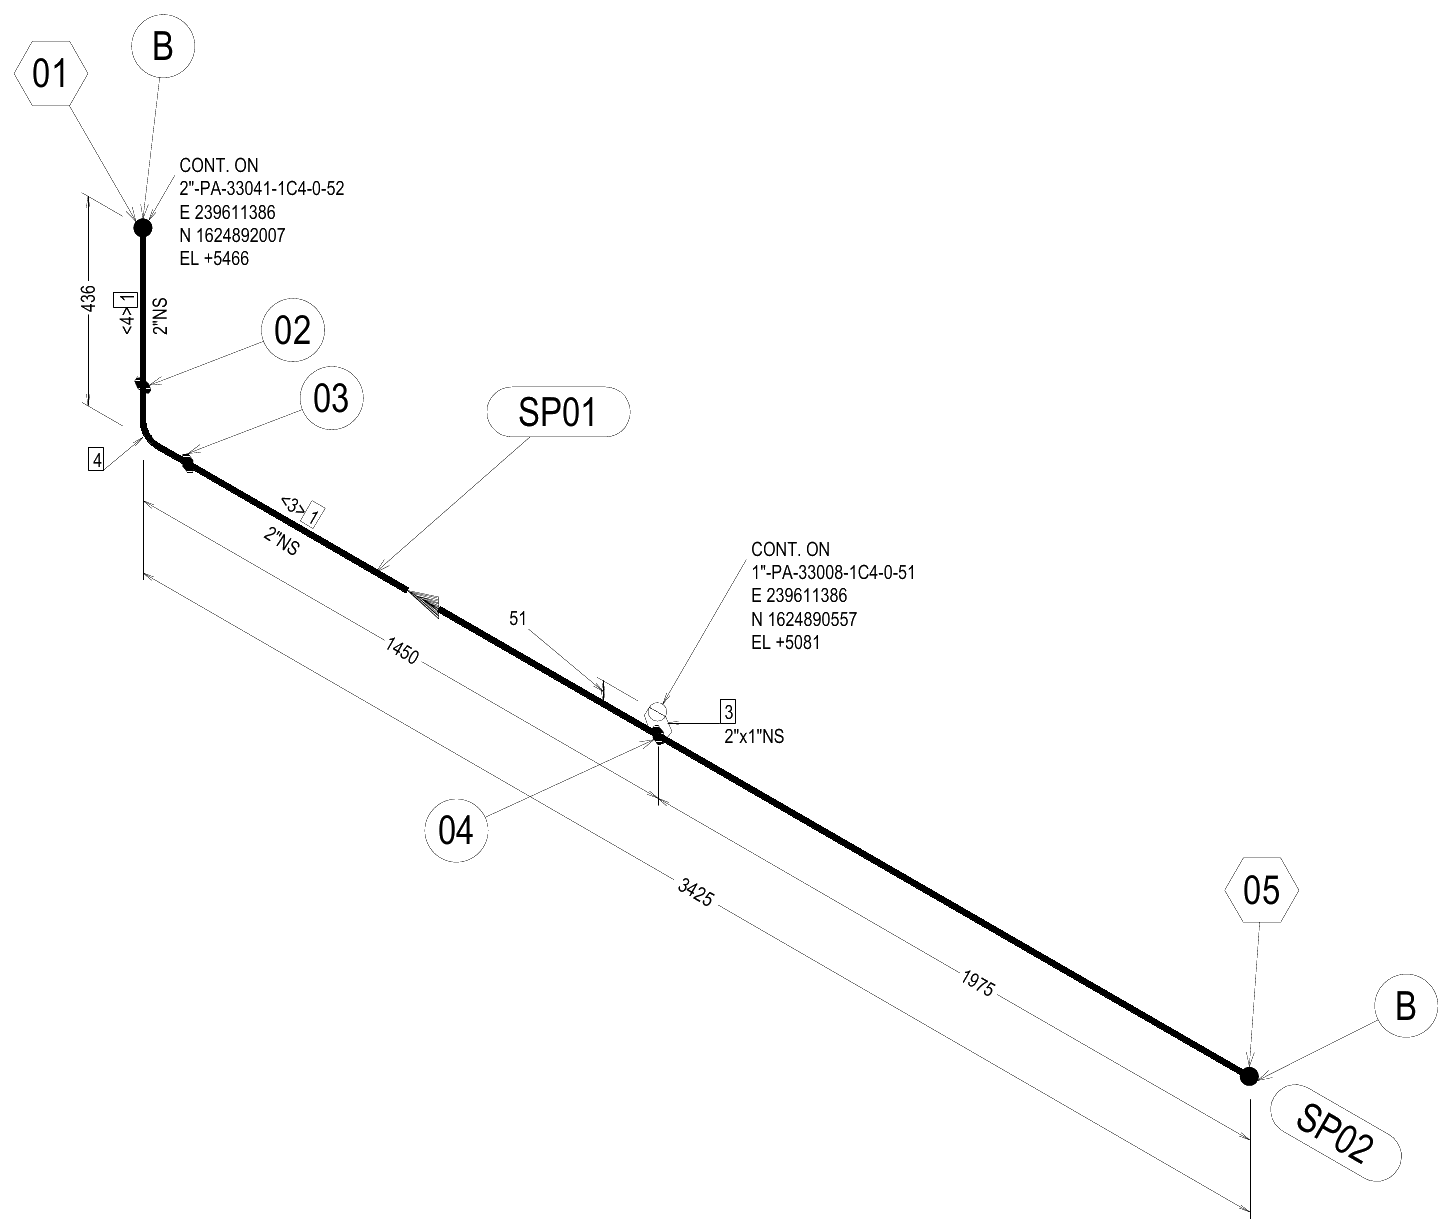 01
B
CONT. ON
2"-PA-33041-1C4-0-52
E 239611386
N 1624892007
EL +5466
436
<4> 1
2"NS
02
03
SP01
4
<3> 1
2"NS
CONT. ON
1"-PA-33008-1C4-0-51
E 239611386
N 1624890557
EL +5081
51
1450
3
2"x1"NS
04
3425
05
1975
B
SP02